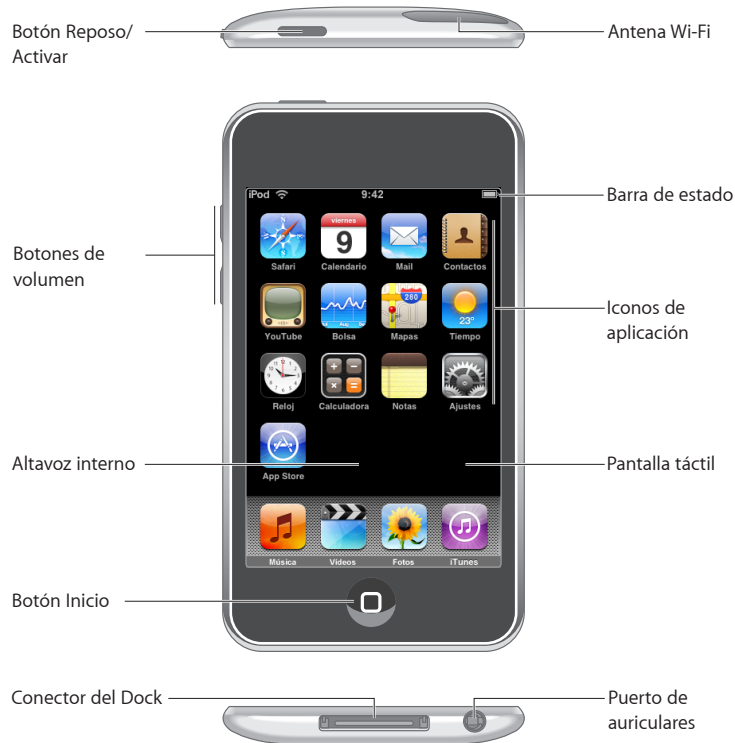 Botón Reposo/
Activar
Antena Wi-Fi
iPod
9:42
Barra de estado
viernes
9
Safari
Calendario
Mail
Contactos
Botones de
volumen
280
23°
YouTube
Bolsa
Mapas
Tiempo
Iconos de
aplicación
Reloj
Calculadora
Notas
Ajustes
Altavoz interno
Pantalla táctil
App Store
Música
Vídeos
Fotos
iTunes
Botón Inicio
Conector del Dock
Puerto de
auriculares